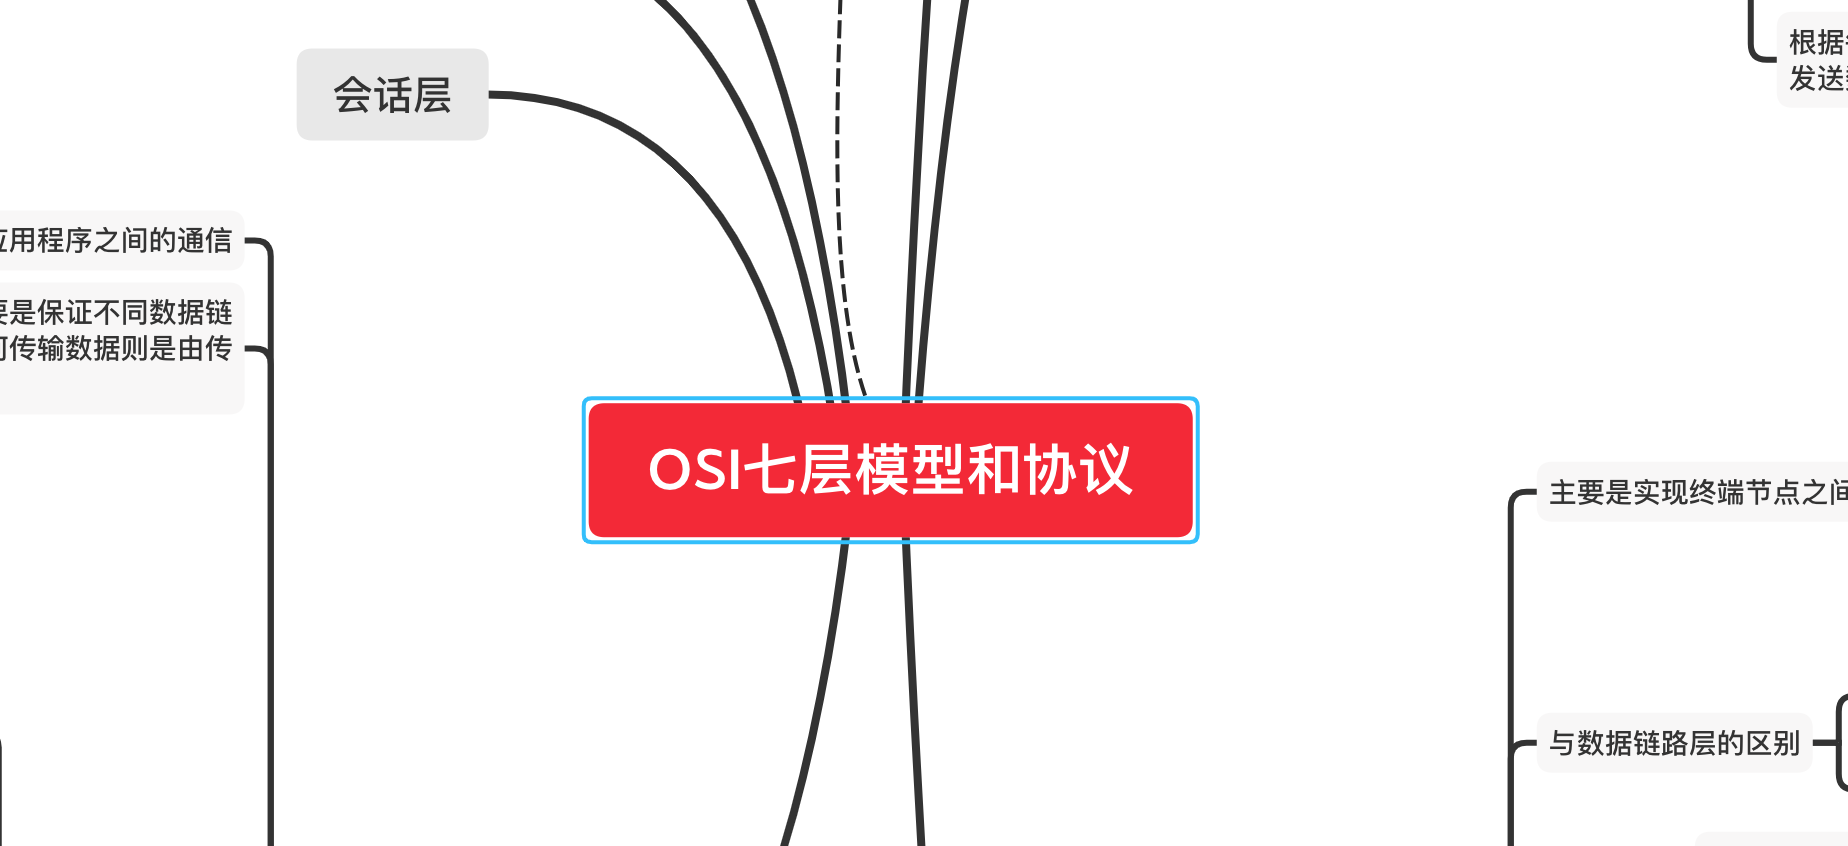 会话层
应用程序之间的通信
要是保证不同数据链
可传输数据则是由传
OSI七层模型和协议
根据
发送
主要是实现终端节点之间
与数据链路层的区别